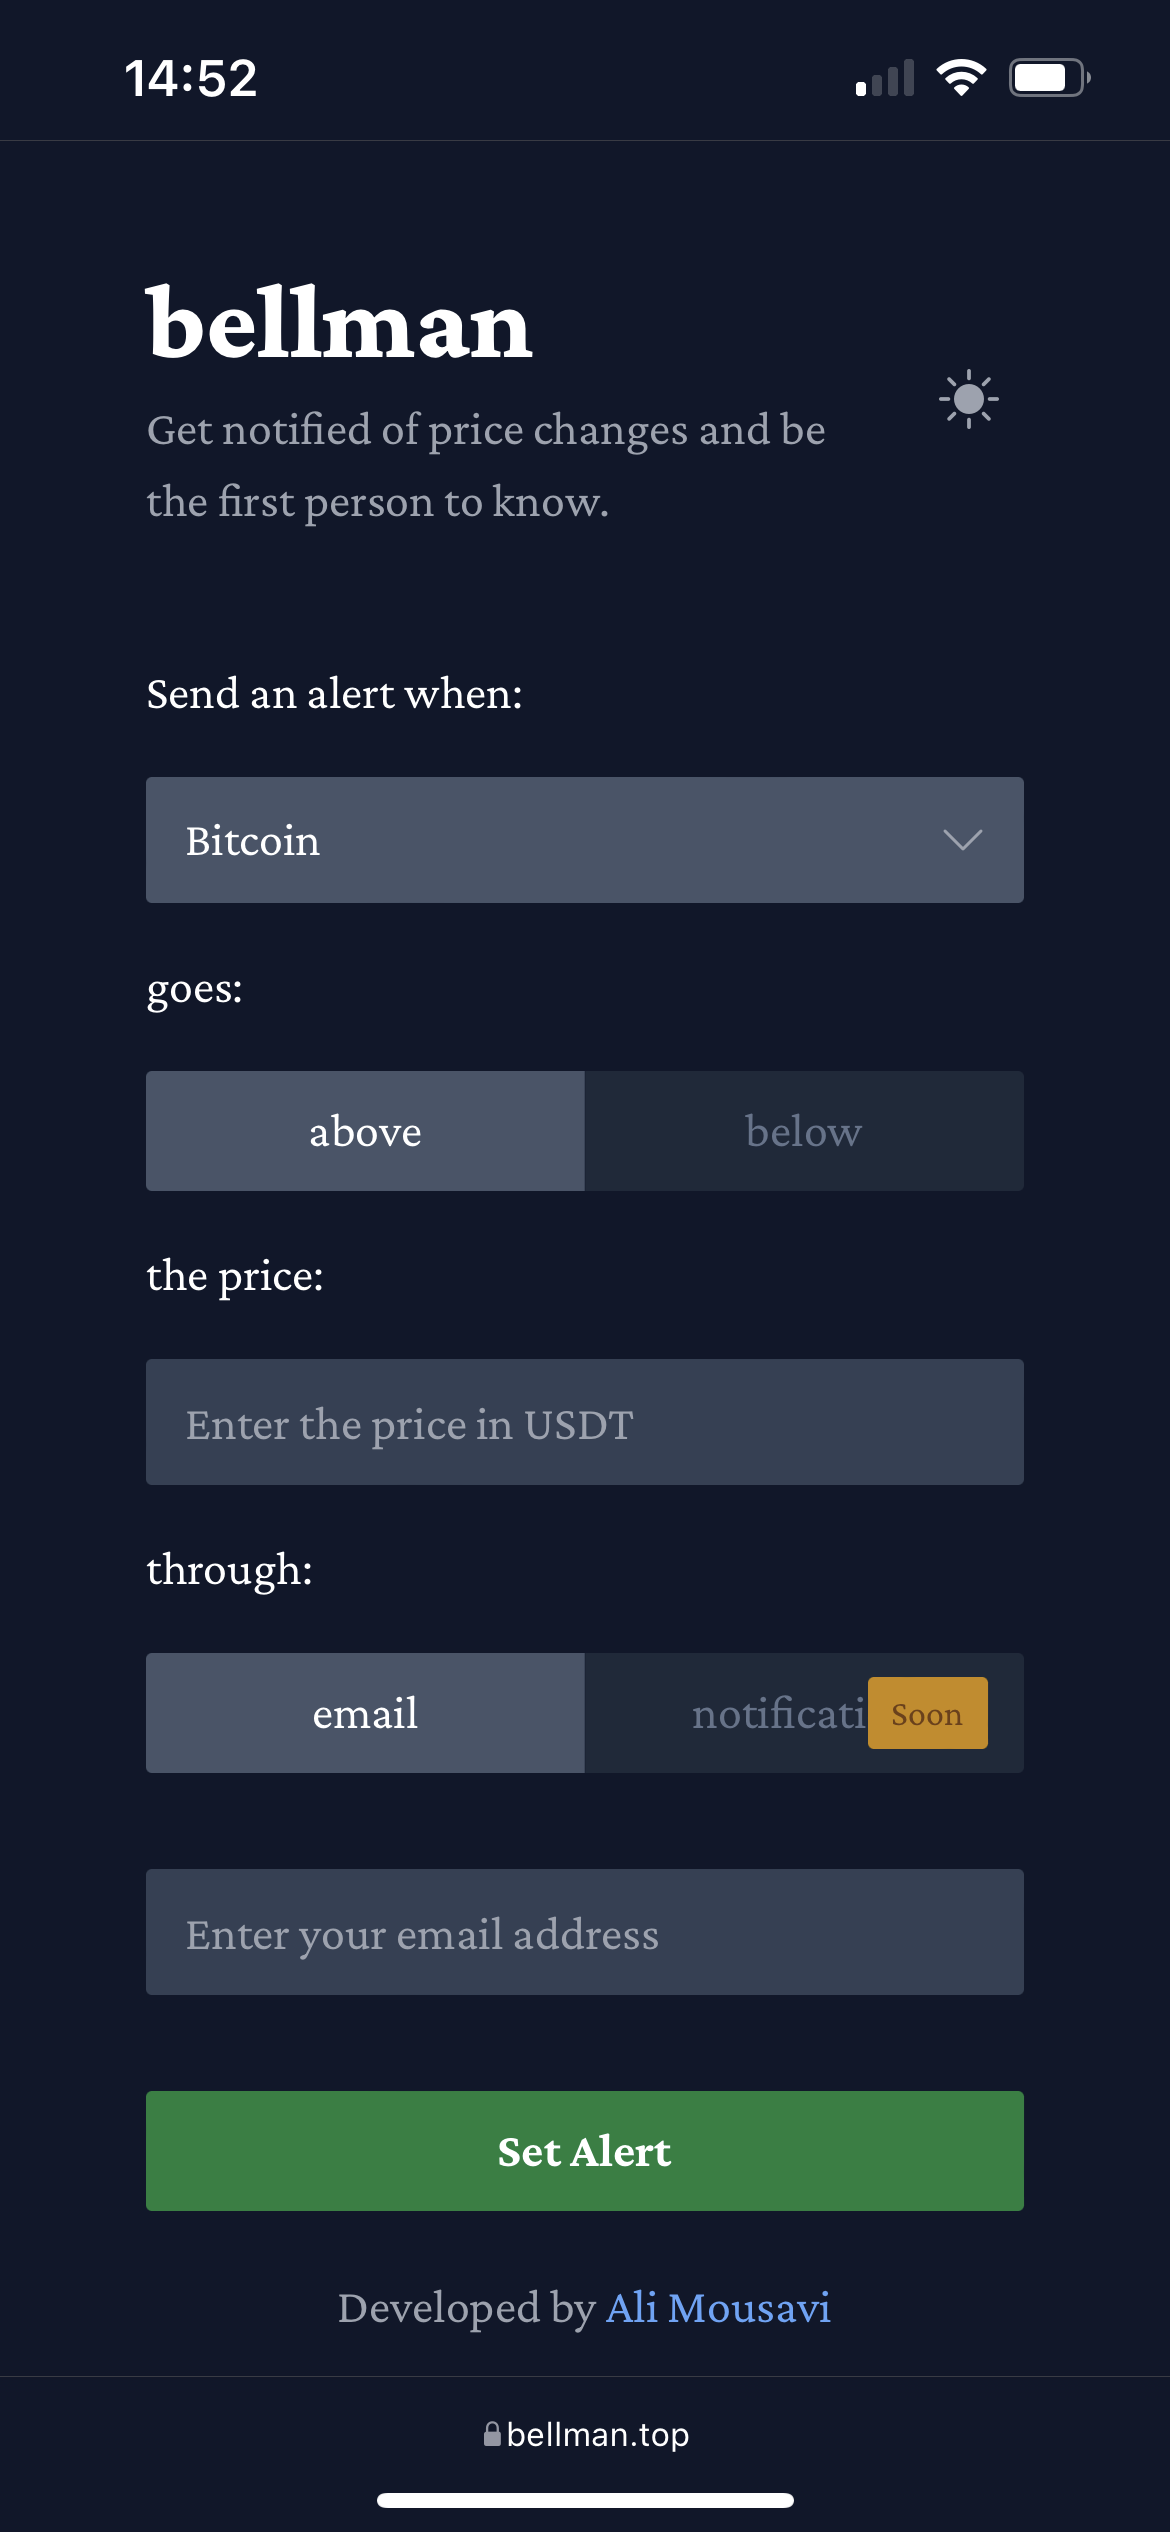 14:52
bellman
Get notified of price changes and be
the first person to know.
Send an alert when:
Bitcoin
goes:
above below
the price:
Enter the price in USDT
through:
email notificati Soon
Enter your email address
Set Alert
Developed by Ali Mousavi
bellman.top